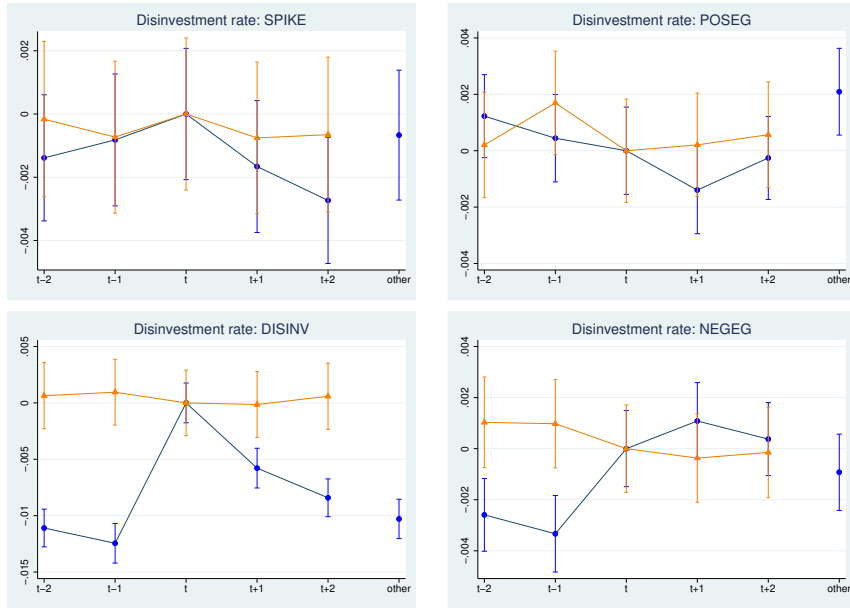 Disinvestment rate: SPIKE
.002
0
-.002
-.004
t-2 t-1 t t+1 t+2 other
Disinvestment rate: POSEG
.004
.002
0
-.002
-.004
t-2 t-1 t t+1 t+2 other
Disinvestment rate: DISINV
.005
0
-.005
-.01
-.015
t-2 t-1 t t+1 t+2 other
Disinvestment rate: NEGEG
.004
.002
0
-.002
-.004
t-2 t-1 t t+1 t+2 other